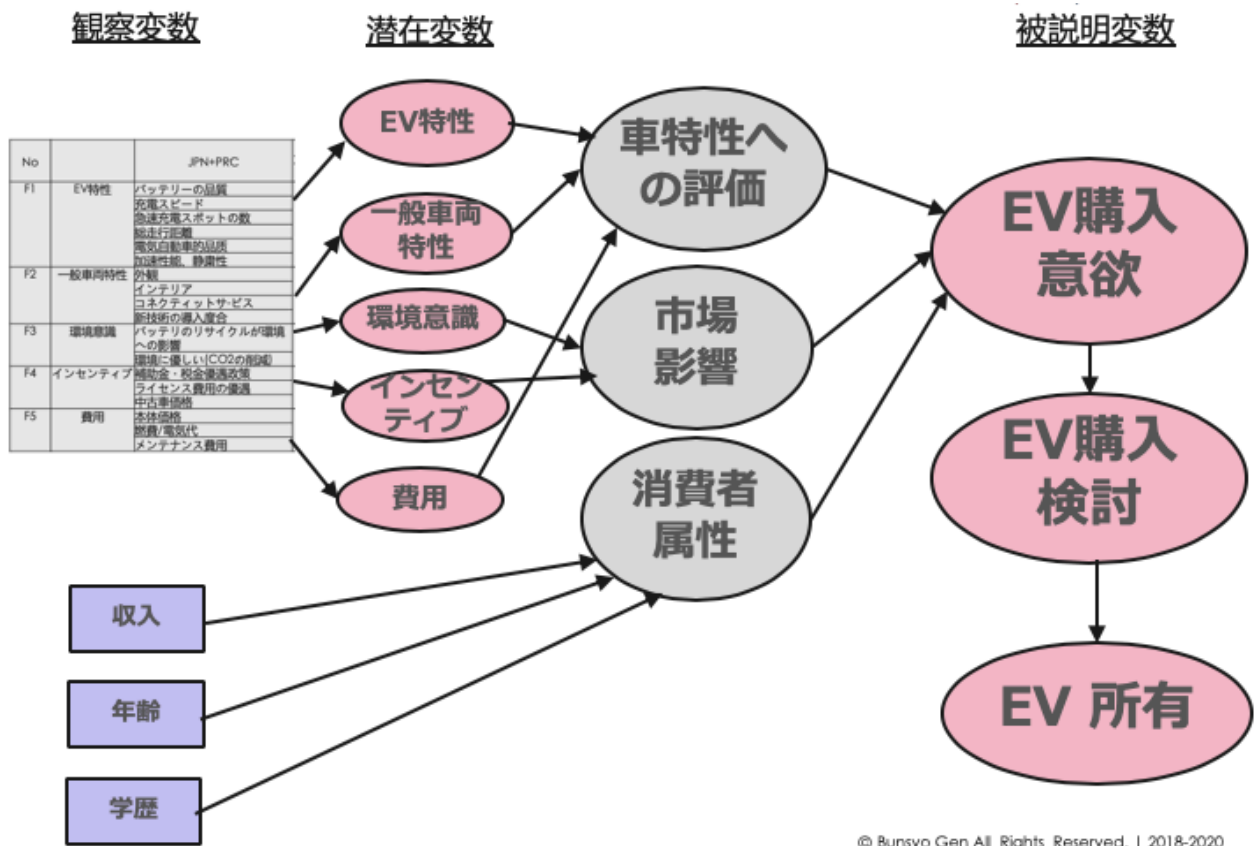 観察変数
潜在変数
被説明変数
No
JPN+PRC
F1
EV特性
バッテリーの品質
充電スピード
急速充電スポットの数
総走行距離
電気自動車的品质
加速性能、静粛性
F2
一般車両特性
外観
インテリア
コネクティットサービス
新技術の導入度合
F3
環境意識
バッテリのリサイクルが環境
への影響
環境に優しい(CO2の削減)
F4
インセンティブ
補助金・税金優遇政策
ライセンス費用の優遇
中古車価格
F5
費用
本体価格
燃費/電気代
メンテナンス費用
EV特性
一般車両
特性
環境意識
インセン
ティブ
費用
収入
年齢
学歴
車特性へ
の評価
市場
影響
消費者
属性
EV購入
意欲
EV購入
検討
EV 所有
© Bunsyo Gen All Rights Reserved. | 2018-2020